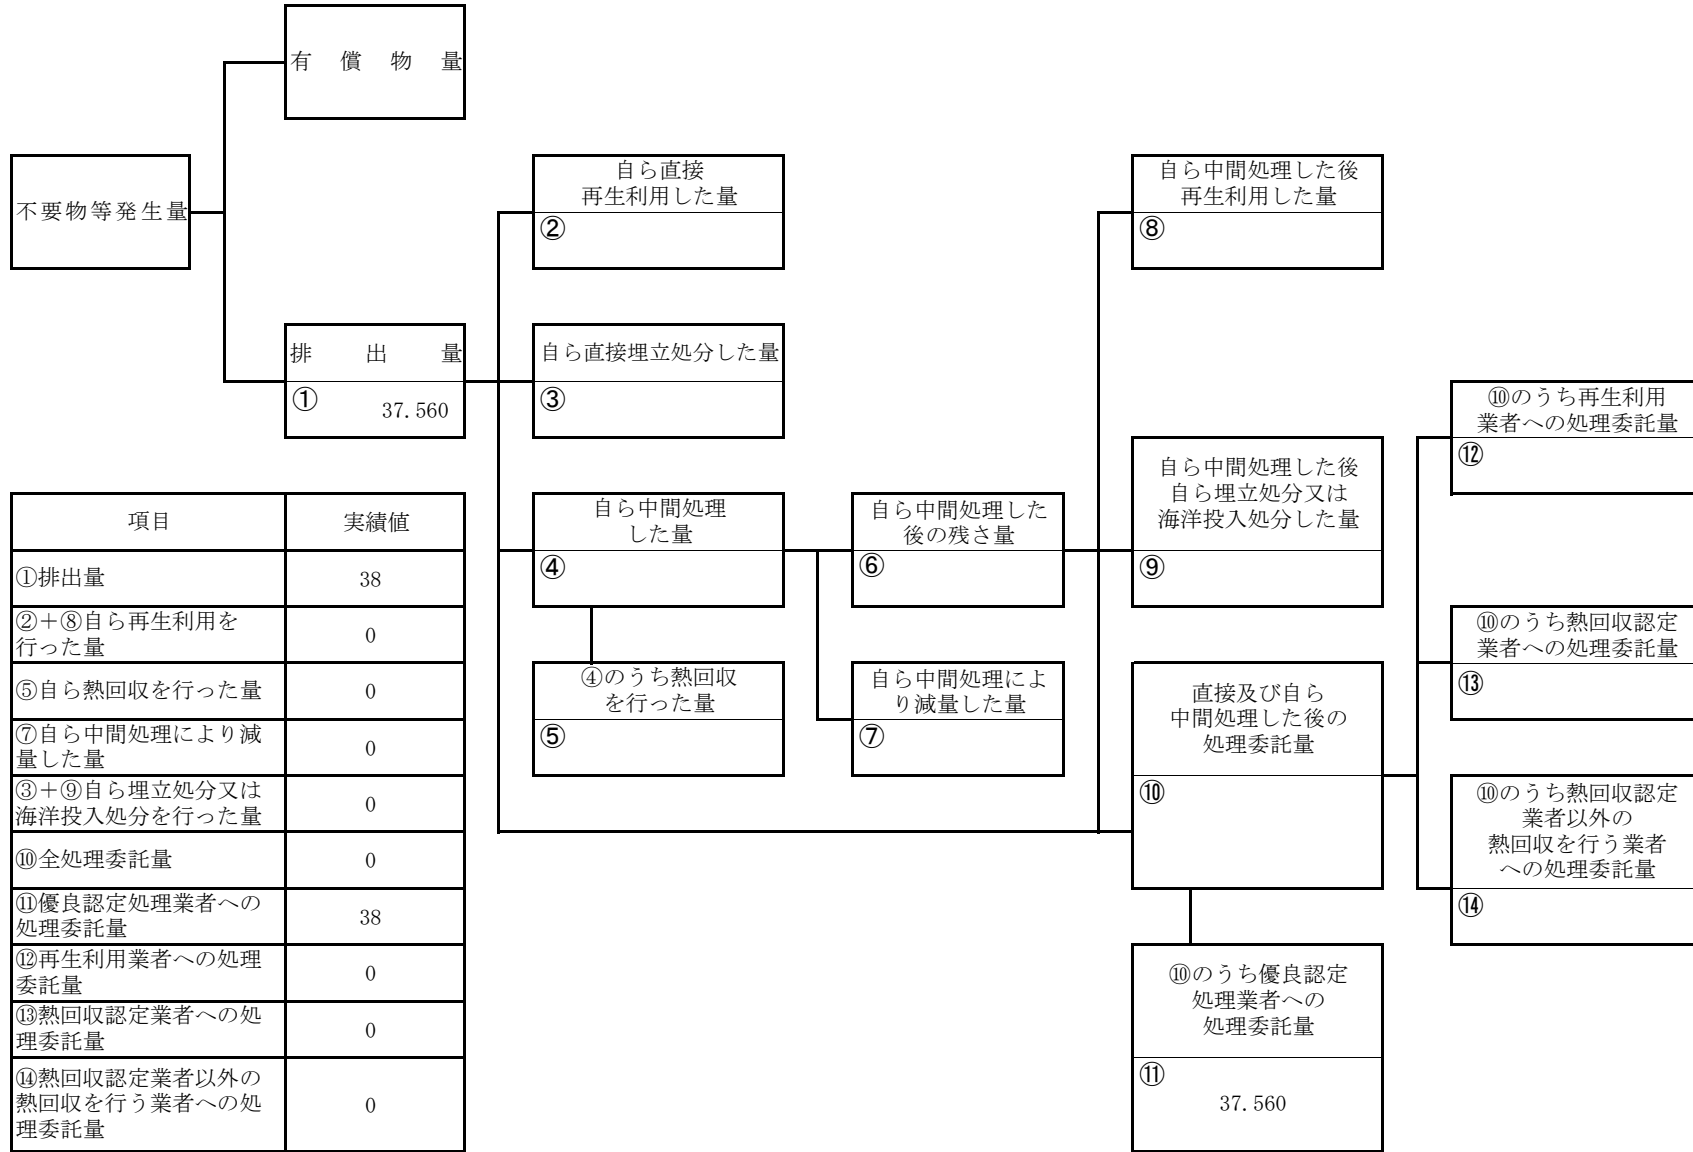 有償物量
不要物等発生量
自ら直接
再生利用した量
②
自ら中間処理した後
再生利用した量
⑧
排出量
①
37.560
自ら直接埋立処分した量
③
⑩のうち再生利用
業者への処理委託量
⑫
自ら中間処理
した量
④
自ら中間処理した
後の残さ量
⑥
自ら中間処理した後
自ら埋立処分又は
海洋投入処分した量
⑨
⑩のうち熱回収認定
業者への処理委託量
⑬
④のうち熱回収
を行った量
⑤
自ら中間処理によ
り減量した量
⑦
直接及び自ら
中間処理した後の
処理委託量
⑩
⑩のうち熱回収認定
業者以外の
熱回収を行う業者
への処理委託量
⑭
⑩のうち優良認定
処理業者への
処理委託量
⑪
37.560
項目 実績値
①排出量 38
②+⑧自ら再生利用を
行った量 0
⑤自ら熱回収を行った量 0
⑦自ら中間処理により減
量した量 0
③+⑨自ら埋立処分又は
海洋投入処分を行った量 0
⑩全処理委託量 0
⑪優良認定処理業者への
処理委託量 38
⑫再生利用業者への処理
委託量 0
⑬熱回収認定業者への処
理委託量 0
⑭熱回収認定業者以外の
熱回収を行う業者への処
理委託量 0